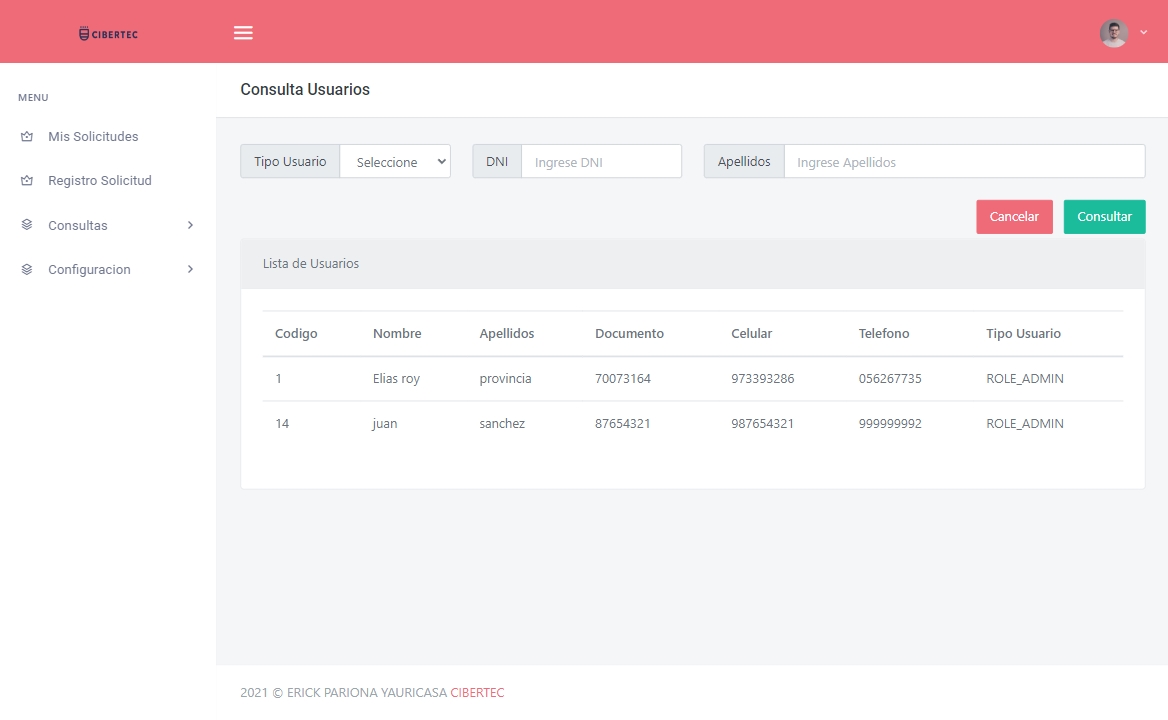 CIBERTEC
MENU
Mis Solicitudes
Registro Solicitud
Consultas
Configuracion
Consulta Usuarios
Tipo Usuario Seleccione DNI Ingrese DNI Apellidos Ingrese Apellidos
Cancelar Consultar
Lista de Usuarios
Codigo Nombre Apellidos Documento Celular Telefono Tipo Usuario
1 Elias roy provincia 70073164 973393286 056267735 ROLE_ADMIN
14 juan sanchez 87654321 987654321 999999992 ROLE_ADMIN
2021 © ERICK PARIONA YAURICASA CIBERTEC